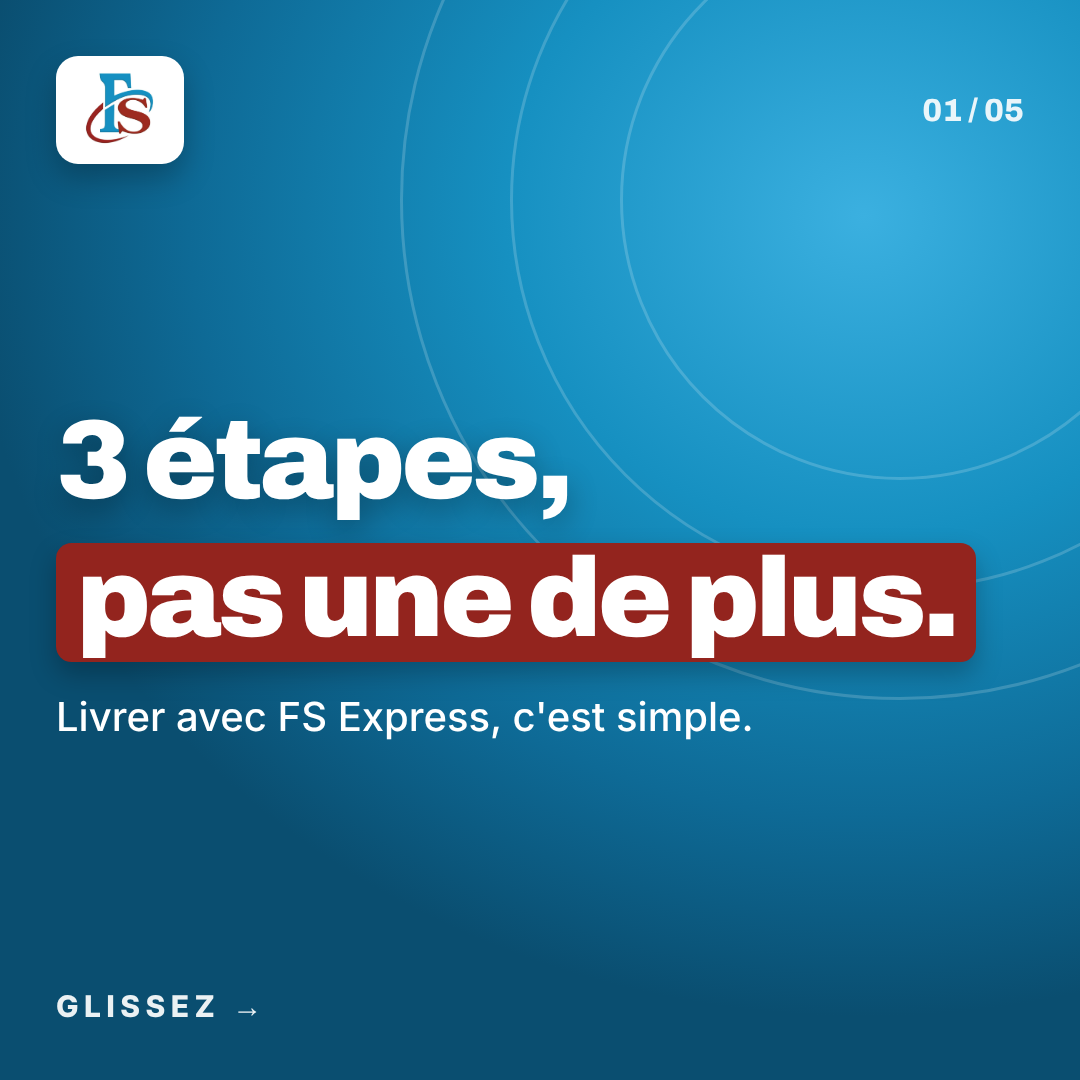 FS
01 / 05
3 étapes,
pas une de plus.
Livrer avec FS Express, c'est simple.
GLISSEZ →